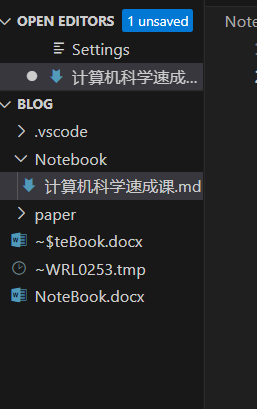 OPEN EDITORS 1 unsaved
Settings
计算机科学速成...
BLOG
.vscode
Notebook
计算机科学速成课.md
paper
~$teBook.docx
~WRL0253.tmp
NoteBook.docx
Note